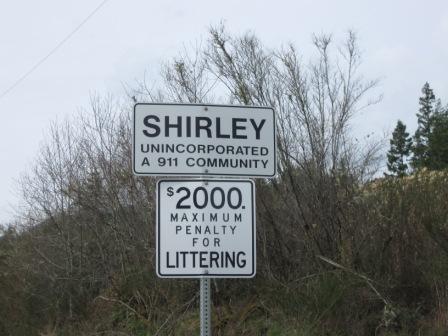 SHIRLEY
UNINCORPORATED
A 911 COMMUNITY
$2000.
MAXIMUM
PENALTY
FOR
LITTERING